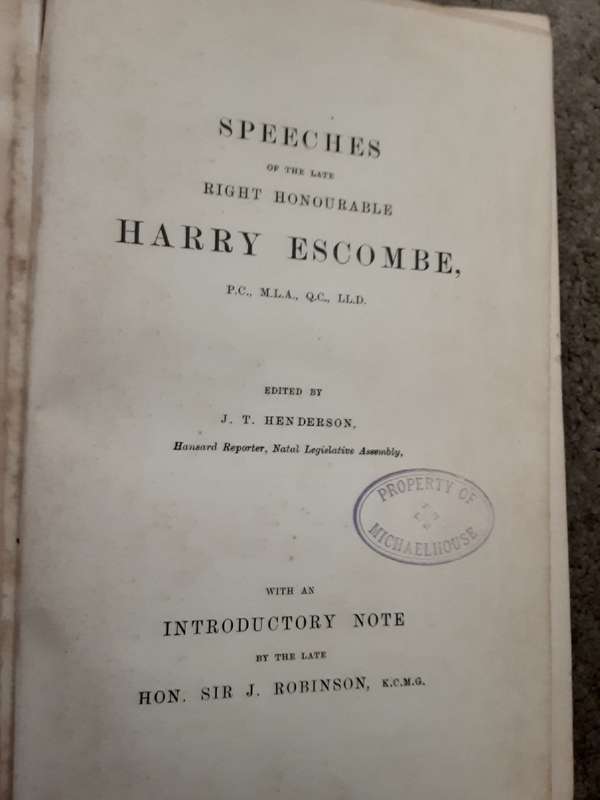 SPEECHES
OF THE LATE
RIGHT HONOURABLE
HARRY ESCOMBE,
P.C., M.L.A., Q.C., LL.D.
EDITED BY
J. T. HENDERSON,
Hansard Reporter, Natal Legislative Assembly,
PROPERTY OF
MICHAELHOUSE
WITH AN
INTRODUCTORY NOTE
BY THE LATE
HON. SIR J. ROBINSON, K.C.M.G.